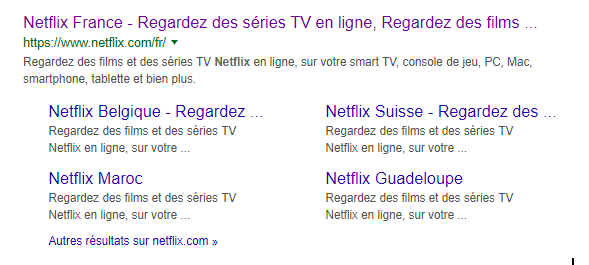 Netflix France - Regardez des séries TV en ligne, Regardez des films ...
https://www.netflix.com/fr/
Regardez des films et des séries TV Netflix en ligne, sur votre smart TV, console de jeu, PC, Mac,
smartphone, tablette et bien plus.
Netflix Belgique - Regardez ...
Regardez des films et des séries TV
Netflix en ligne, sur votre ...
Netflix Suisse - Regardez des ...
Regardez des films et des séries TV
Netflix en ligne, sur votre ...
Netflix Maroc
Regardez des films et des séries TV
Netflix en ligne, sur votre ...
Netflix Guadeloupe
Regardez des films et des séries TV
Netflix en ligne, sur votre ...
Autres résultats sur netflix.com »